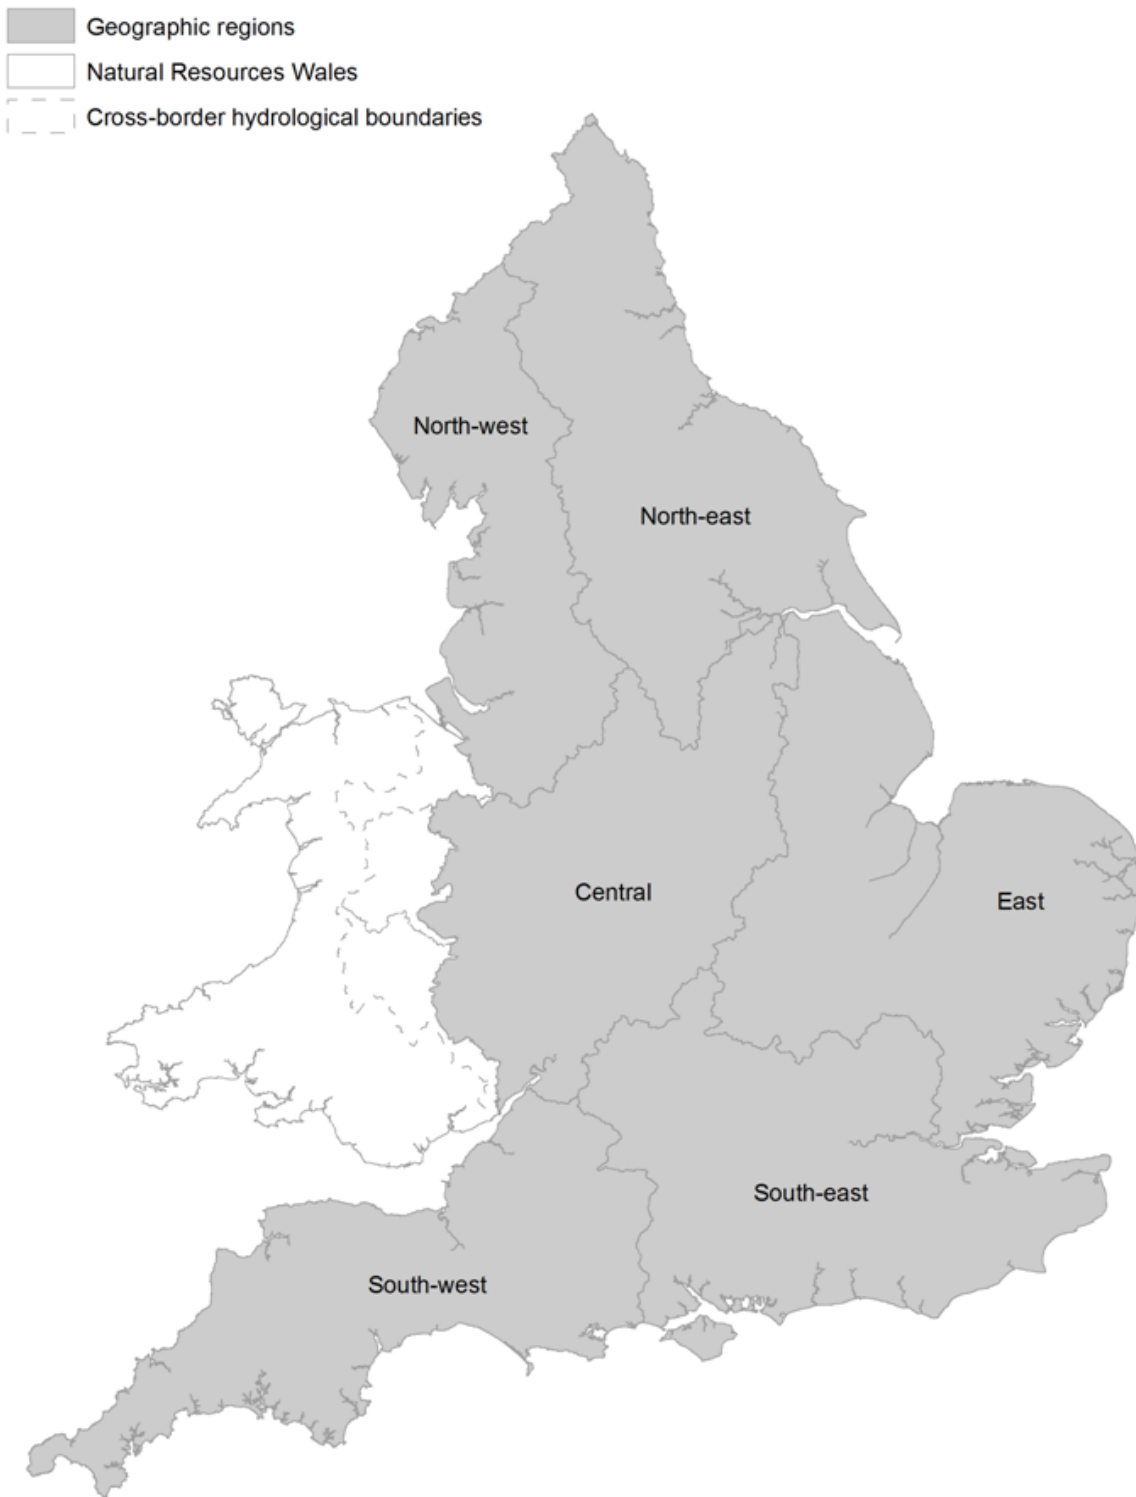 Geographic regions
Natural Resources Wales
Cross-border hydrological boundaries
North-west
North-east
Central
East
South-east
South-west